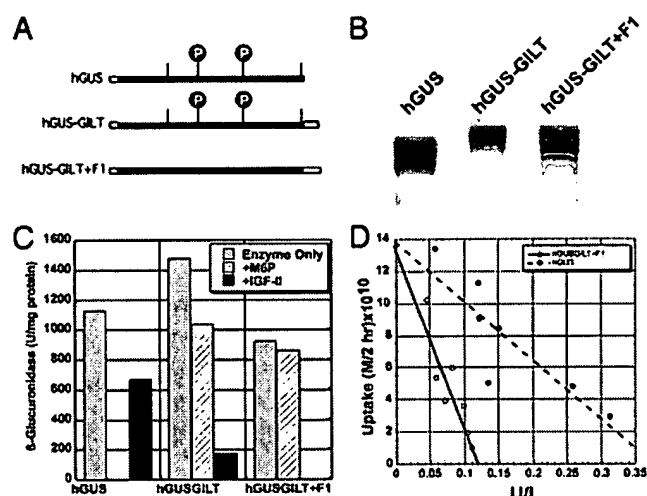 A
P P
hGUS
P P
hGUS-GILT
hGUS-GILT+F1
B
hGUS
hGUS-GILT
hGUS-GILT+F1
C
1600
1400
1200
1000
800
600
400
200
0
ß-Glucuronidase (U/mg protein)
Enzyme Only
+M6P
+IGF-II
hGUS
hGUSGILT
hGUSGILT+F1
D
14
12
10
8
6
4
2
0
Uptake (M/2 hr)x10¹⁰
hGUS
0
0.05
0.1
0.15
0.2
0.25
0.3
0.35